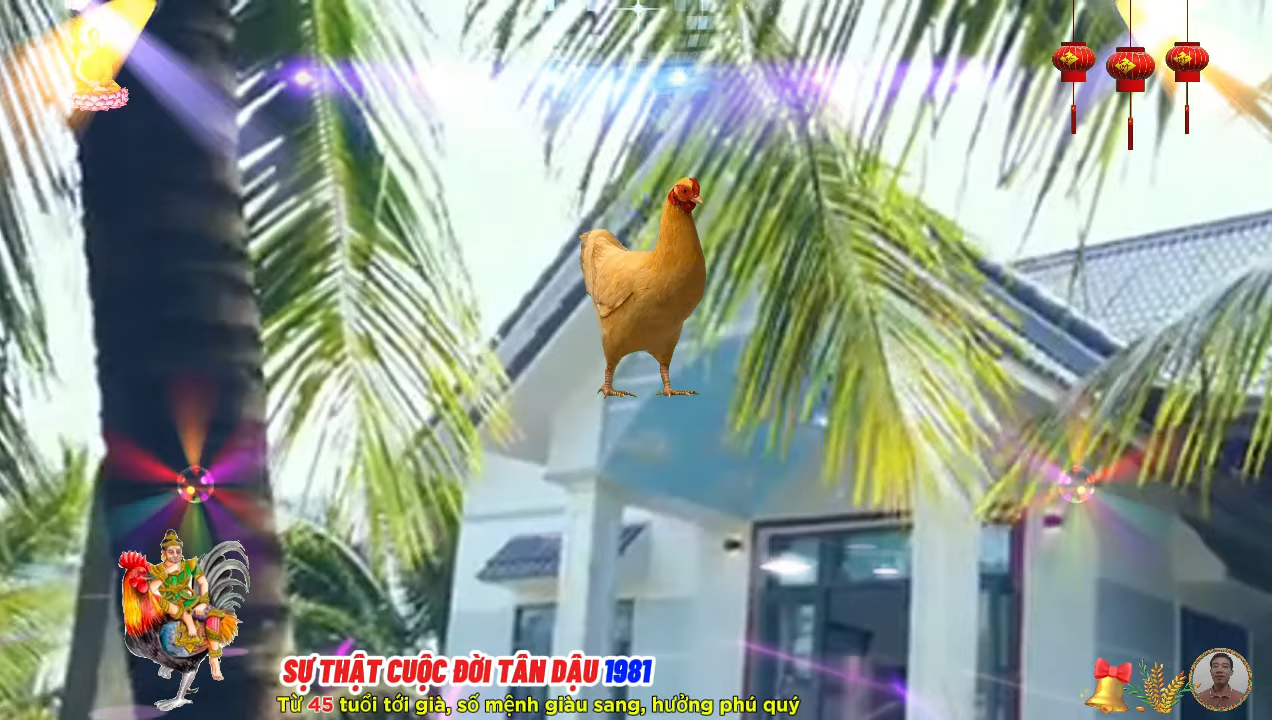 SỰ THẬT CUỘC ĐỜI TÂN DẬU 1981
Từ 45 tuổi tới già, số mệnh giàu sang, hưởng phú quý